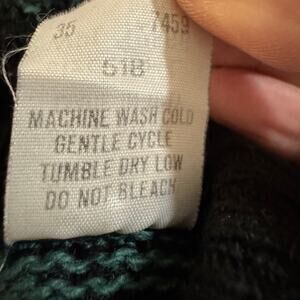 35 7459
518
MACHINE WASH COLD
GENTLE CYCLE
TUMBLE DRY LOW
DO NOT BLEACH